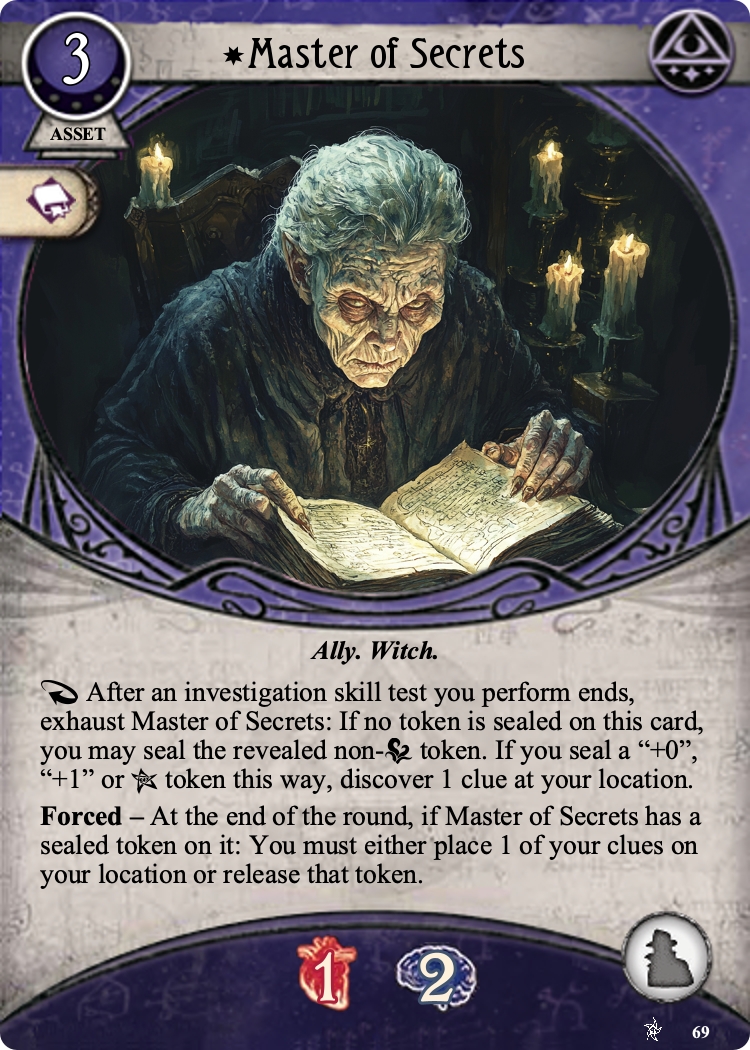 3
Master of Secrets
ASSET
Ally. Witch.
After an investigation skill test you perform ends,
exhaust Master of Secrets: If no token is sealed on this card,
you may seal the revealed non- token. If you seal a “+0”,
“+1” or token this way, discover 1 clue at your location.
Forced – At the end of the round, if Master of Secrets has a
sealed token on it: You must either place 1 of your clues on
your location or release that token.
1
2
69